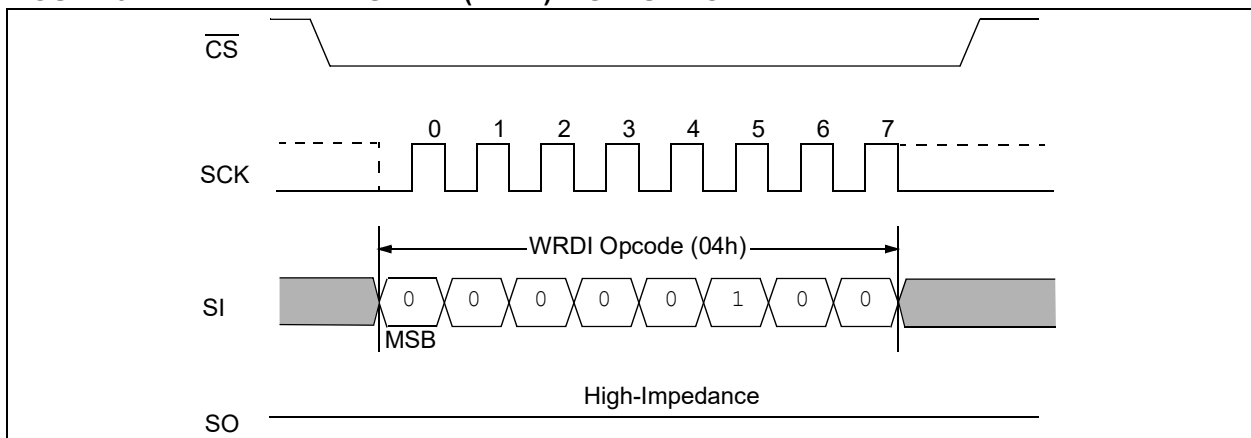 CS
0 1 2 3 4 5 6 7
SCK
WRDI Opcode (04h)
SI
0 0 0 0 0 1 0 0
MSB
High-Impedance
SO